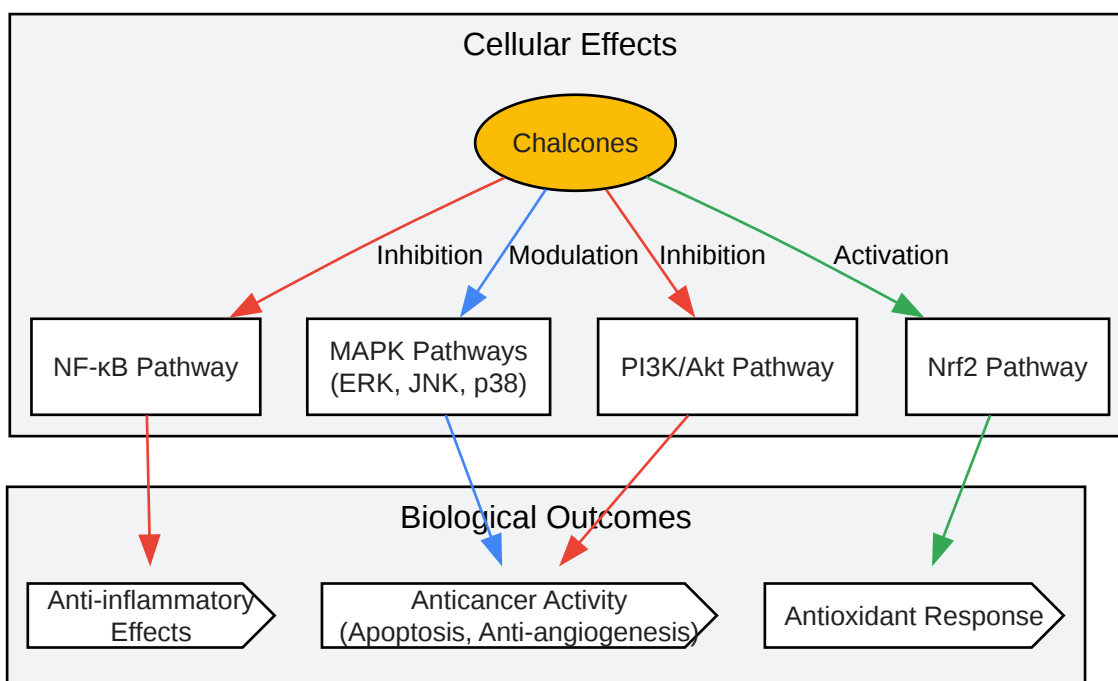 Cellular Effects
Chalcones
Inhibition
Modulation
Inhibition
Activation
NF-κB Pathway
MAPK Pathways
(ERK, JNK, p38)
PI3K/Akt Pathway
Nrf2 Pathway
Biological Outcomes
Anti-inflammatory
Effects
Anticancer Activity
(Apoptosis, Anti-angiogenesis)
Antioxidant Response